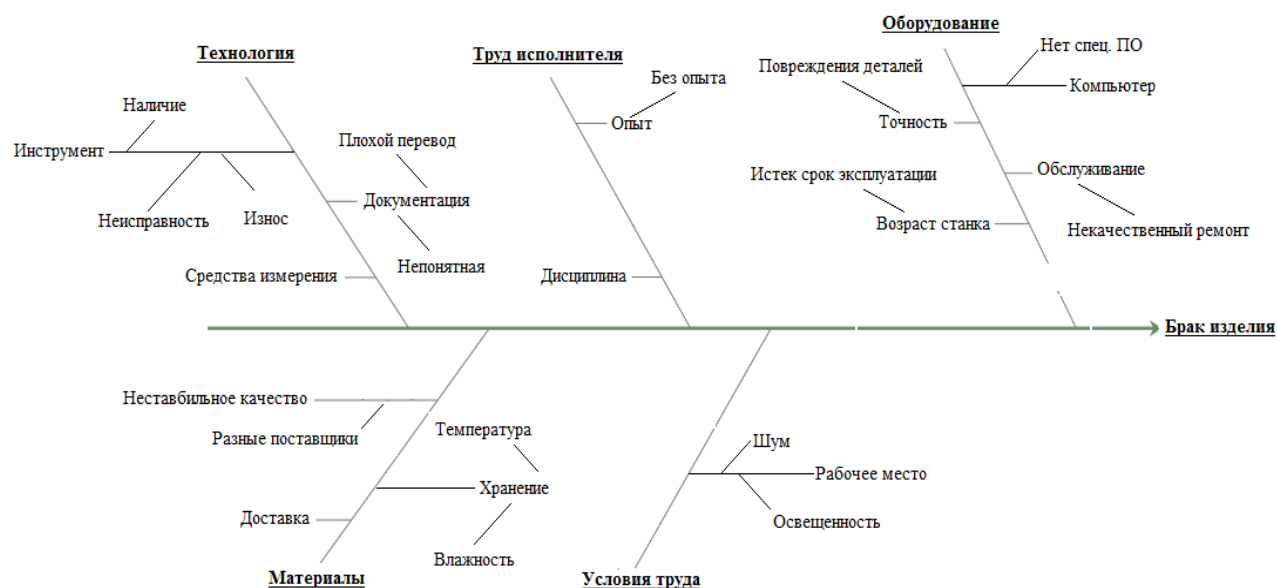 Оборудование
Технология
Труд исполнителя
Нет спец. ПО
Повреждения деталей
Без опыта
Компьютер
Наличие
Опыт
Точность
Плохой перевод
Инструмент
Истек срок эксплуатации
Обслуживание
Документация
Неисправность
Износ
Возраст станка
Некачественный ремонт
Непонятная
Средства измерения
Дисциплина
Брак изделия
Неставбильное качество
Температура
Разные поставщики
Шум
Рабочее место
Хранение
Доставка
Освещенность
Влажность
Материалы
Условия труда